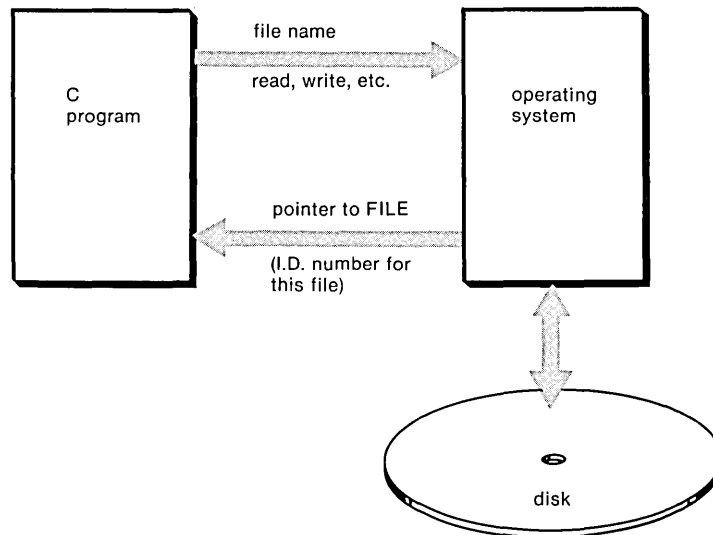 file name
read, write, etc.
C
program
operating
system
pointer to FILE
(I.D. number for
this file)
disk